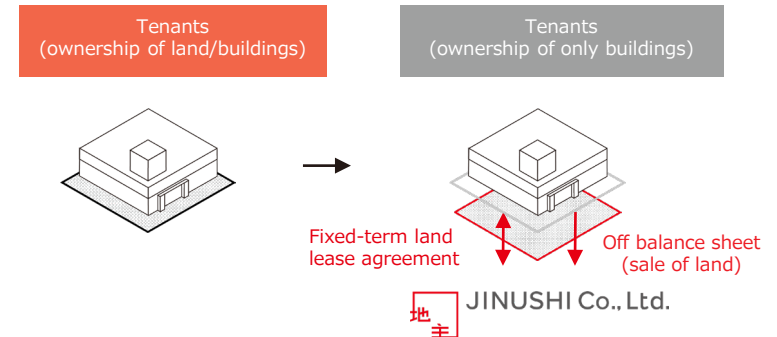 Tenants
(ownership of land/buildings)
Tenants
(ownership of only buildings)
Fixed-term land
lease agreement
Off balance sheet
(sale of land)
地主
JINUSHI Co., Ltd.